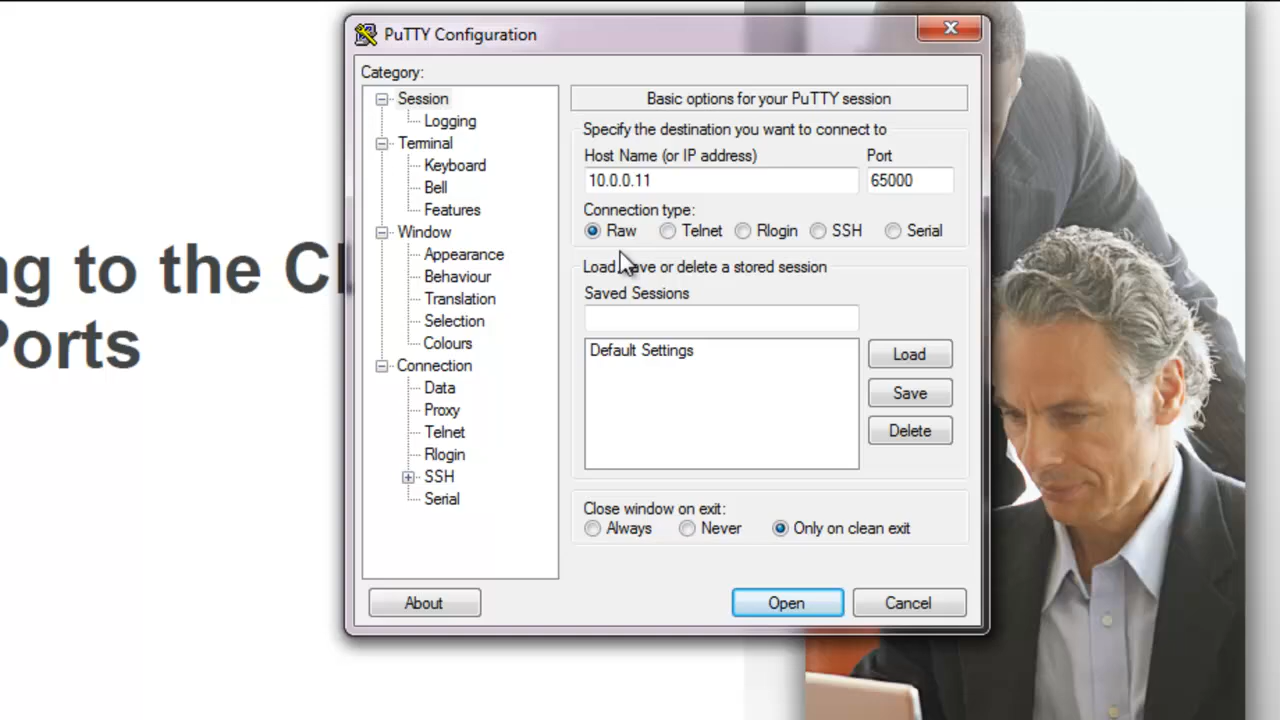 PuTTY Configuration
Category:
Session
Logging
Terminal
Keyboard
Bell
Features
Window
Appearance
Behaviour
Translation
Selection
Colours
Connection
Data
Proxy
Telnet
Rlogin
SSH
Serial
Basic options for your PuTTY session
Specify the destination you want to connect to
Host Name (or IP address) Port
10.0.0.11 65000
Connection type:
Raw Telnet Rlogin SSH Serial
Load, save or delete a stored session
Saved Sessions
Default Settings
Load
Save
Delete
Close window on exit:
Always Never Only on clean exit
About Open Cancel
ng to the C
Ports